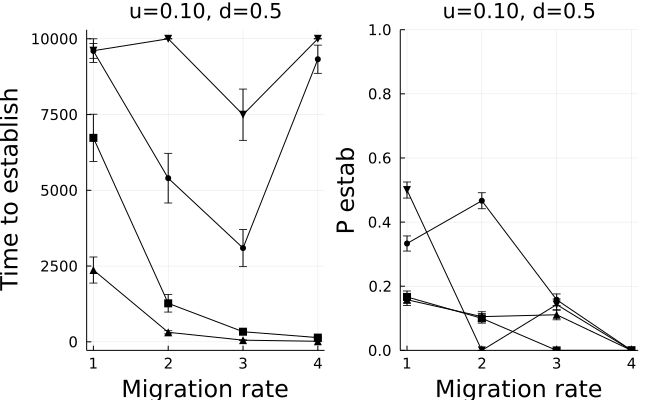 u=0.10, d=0.5
Time to establish
10000
7500
5000
2500
0
1 2 3 4
Migration rate
u=0.10, d=0.5
P estab
1.0
0.8
0.6
0.4
0.2
0.0
1 2 3 4
Migration rate